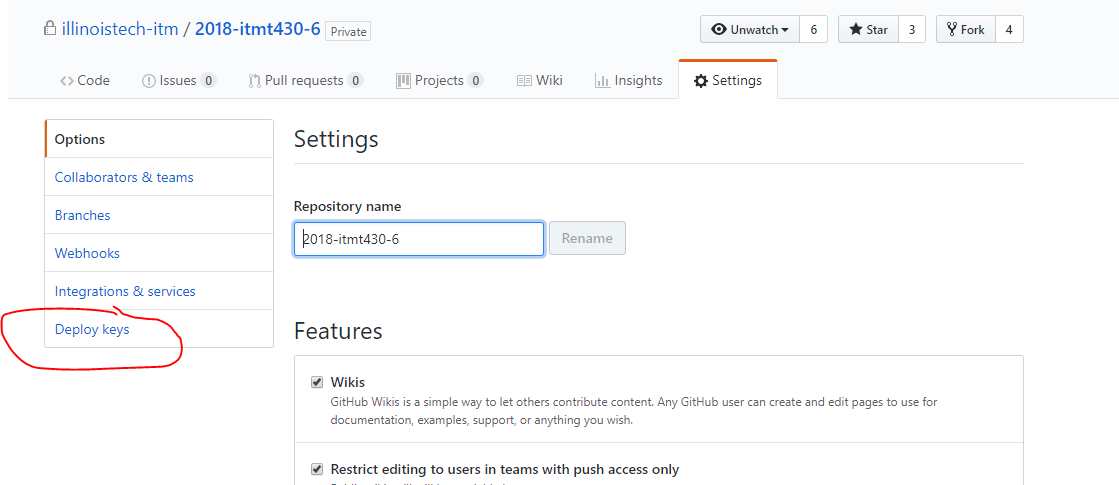 illinoistech-itm / 2018-itmt430-6 Private Unwatch 6 Star 3 Fork 4
Code Issues 0 Pull requests 0 Projects 0 Wiki Insights Settings
Options
Collaborators & teams
Branches
Webhooks
Integrations & services
Deploy keys
Settings
Repository name
2018-itmt430-6 Rename
Features
Wikis
GitHub Wikis is a simple way to let others contribute content. Any GitHub user can create and edit pages to use for
documentation, examples, support, or anything you wish.
Restrict editing to users in teams with push access only